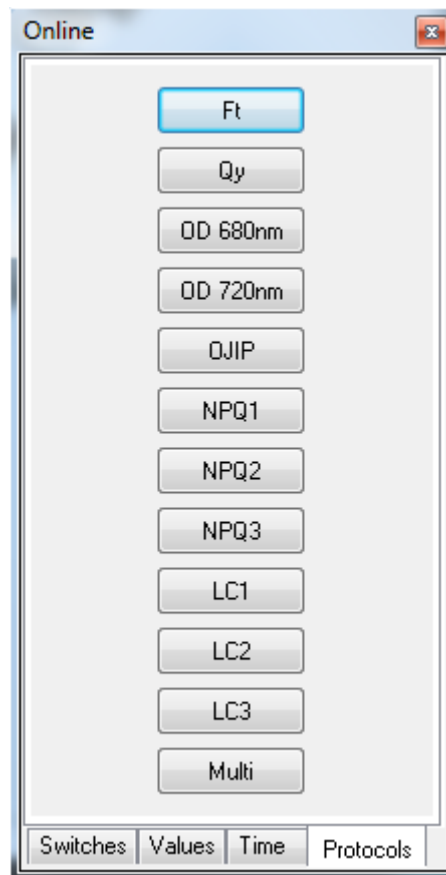 Online
Ft
Qy
OD 680nm
OD 720nm
OJIP
NPQ1
NPQ2
NPQ3
LC1
LC2
LC3
Multi
Switches Values Time Protocols